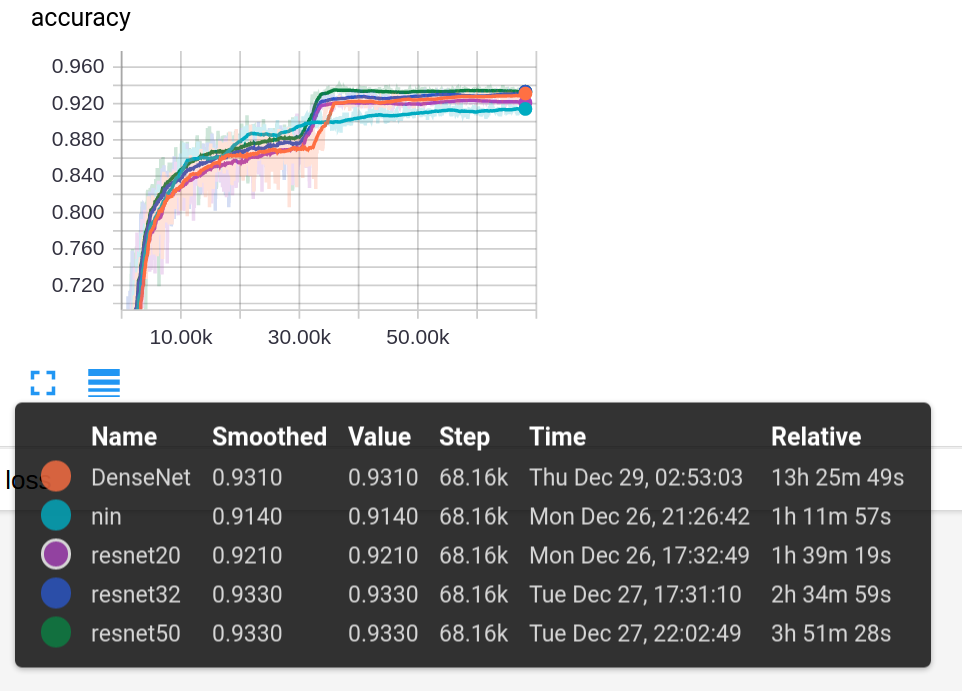 accuracy
0.960
0.920
0.880
0.840
0.800
0.760
0.720
10.00k 30.00k 50.00k
Name Smoothed Value Step Time Relative
DenseNet 0.9310 0.9310 68.16k Thu Dec 29, 02:53:03 13h 25m 49s
loss
nin 0.9140 0.9140 68.16k Mon Dec 26, 21:26:42 1h 11m 57s
resnet20 0.9210 0.9210 68.16k Mon Dec 26, 17:32:49 1h 39m 19s
resnet32 0.9330 0.9330 68.16k Tue Dec 27, 17:31:10 2h 34m 59s
resnet50 0.9330 0.9330 68.16k Tue Dec 27, 22:02:49 3h 51m 28s